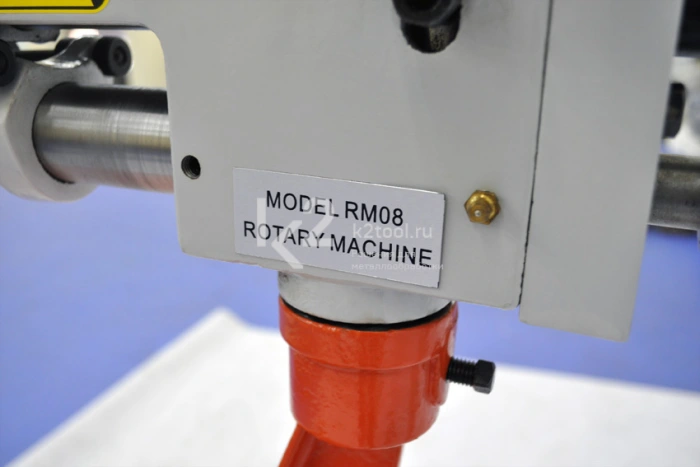 MODEL RM08
ROTARY MACHINE
k2tool.ru